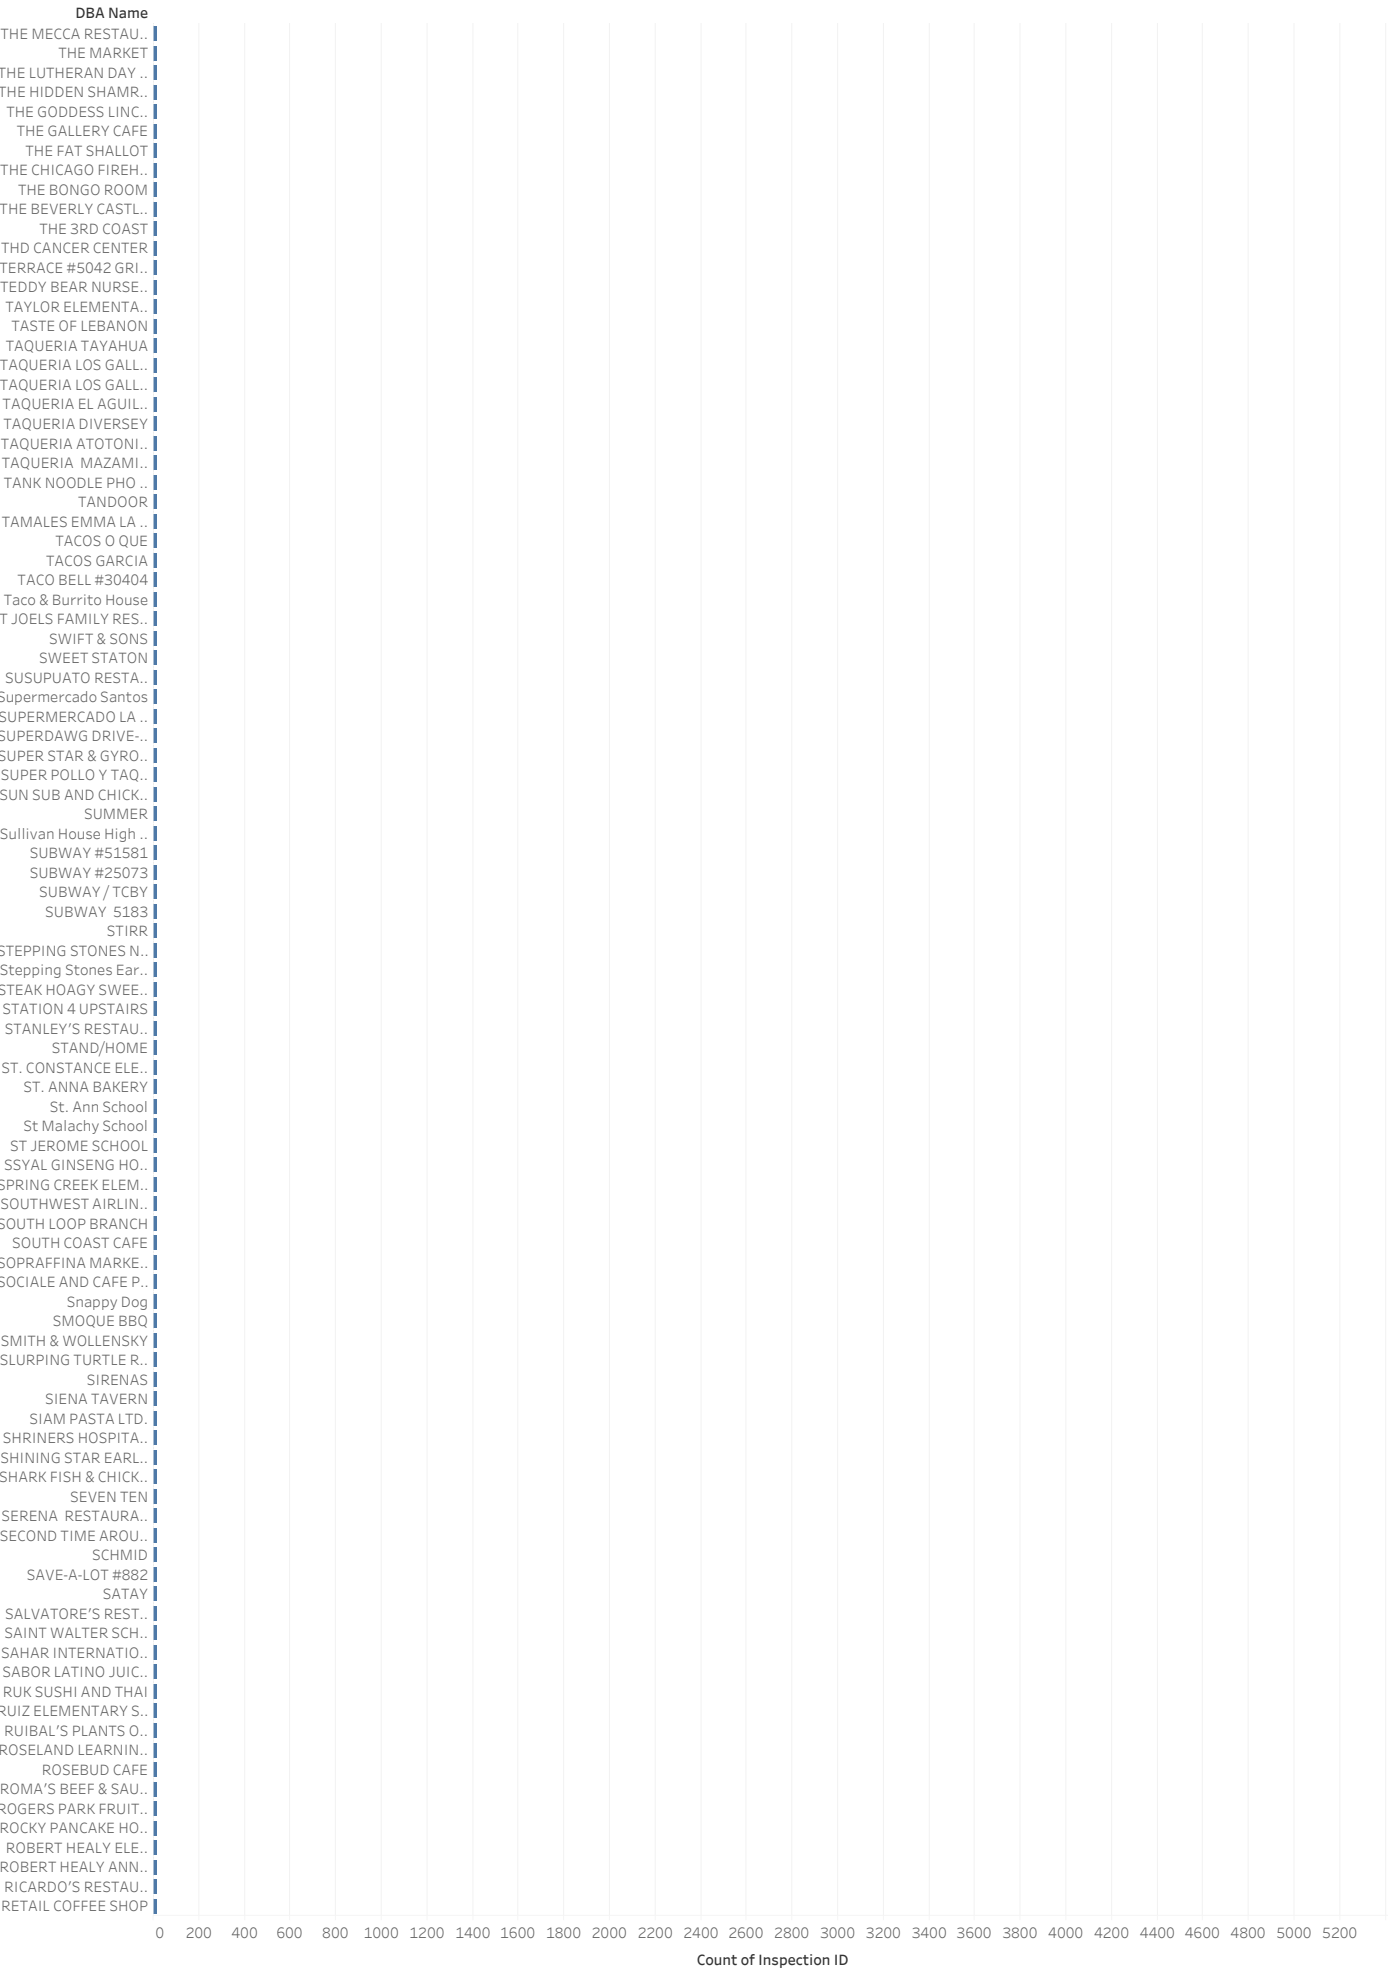 DBA Name
THE MECCA RESTAU..
THE MARKET
THE LUTHERAN DAY ..
THE HIDDEN SHAMR..
THE GODDESS LINC..
THE GALLERY CAFE
THE FAT SHALLOT
THE CHICAGO FIREH..
THE BONGO ROOM
THE BEVERLY CASTL..
THE 3RD COAST
THD CANCER CENTER
TERRACE #5042 GRI..
TEDDY BEAR NURSE..
TAYLOR ELEMENTA..
TASTE OF LEBANON
TAQUERIA TAYAHUA
TAQUERIA LOS GALL..
TAQUERIA LOS GALL..
TAQUERIA EL AGUIL..
TAQUERIA DIVERSEY
TAQUERIA ATOTONI..
TAQUERIA  MAZAMI..
TANK NOODLE PHO ..
TANDOOR
TAMALES EMMA LA ..
TACOS O QUE
TACOS GARCIA
TACO BELL #30404
Taco & Burrito House
T JOELS FAMILY RES..
SWIFT & SONS
SWEET STATON
SUSUPUATO RESTA..
Supermercado Santos
SUPERMERCADO LA ..
SUPERDAWG DRIVE-..
SUPER STAR & GYRO..
SUPER POLLO Y TAQ..
SUN SUB AND CHICK..
SUMMER
Sullivan House High ..
SUBWAY #51581
SUBWAY #25073
SUBWAY / TCBY
SUBWAY  5183
STIRR
STEPPING STONES N..
Stepping Stones Ear..
STEAK HOAGY SWEE..
STATION 4 UPSTAIRS
STANLEY'S RESTAU..
STAND/HOME
ST. CONSTANCE ELE..
ST. ANNA BAKERY
St. Ann School
St Malachy School
ST JEROME SCHOOL
SSYAL GINSENG HO..
SPRING CREEK ELEM..
SOUTHWEST AIRLIN..
SOUTH LOOP BRANCH
SOUTH COAST CAFE
SOPRAFFINA MARKE..
SOCIALE AND CAFE P..
Snappy Dog
SMOQUE BBQ
SMITH & WOLLENSKY
SLURPING TURTLE R..
SIRENAS
SIENA TAVERN
SIAM PASTA LTD.
SHRINERS HOSPITA..
SHINING STAR EARL..
SHARK FISH & CHICK..
SEVEN TEN
SERENA  RESTAURA..
SECOND TIME AROU..
SCHMID
SAVE-A-LOT #882
SATAY
SALVATORE'S REST..
SAINT WALTER SCH..
SAHAR INTERNATIO..
SABOR LATINO JUIC..
RUK SUSHI AND THAI
RUIZ ELEMENTARY S..
RUIBAL'S PLANTS O..
ROSELAND LEARNIN..
ROSEBUD CAFE
ROMA'S BEEF & SAU..
ROGERS PARK FRUIT..
ROCKY PANCAKE HO..
ROBERT HEALY ELE..
ROBERT HEALY ANN..
RICARDO'S RESTAU..
RETAIL COFFEE SHOP
0 200 400 600 800 1000 1200 1400 1600 1800 2000 2200 2400 2600 2800 3000 3200 3400 3600 3800 4000 4200 4400 4600 4800 5000 5200
Count of Inspection ID